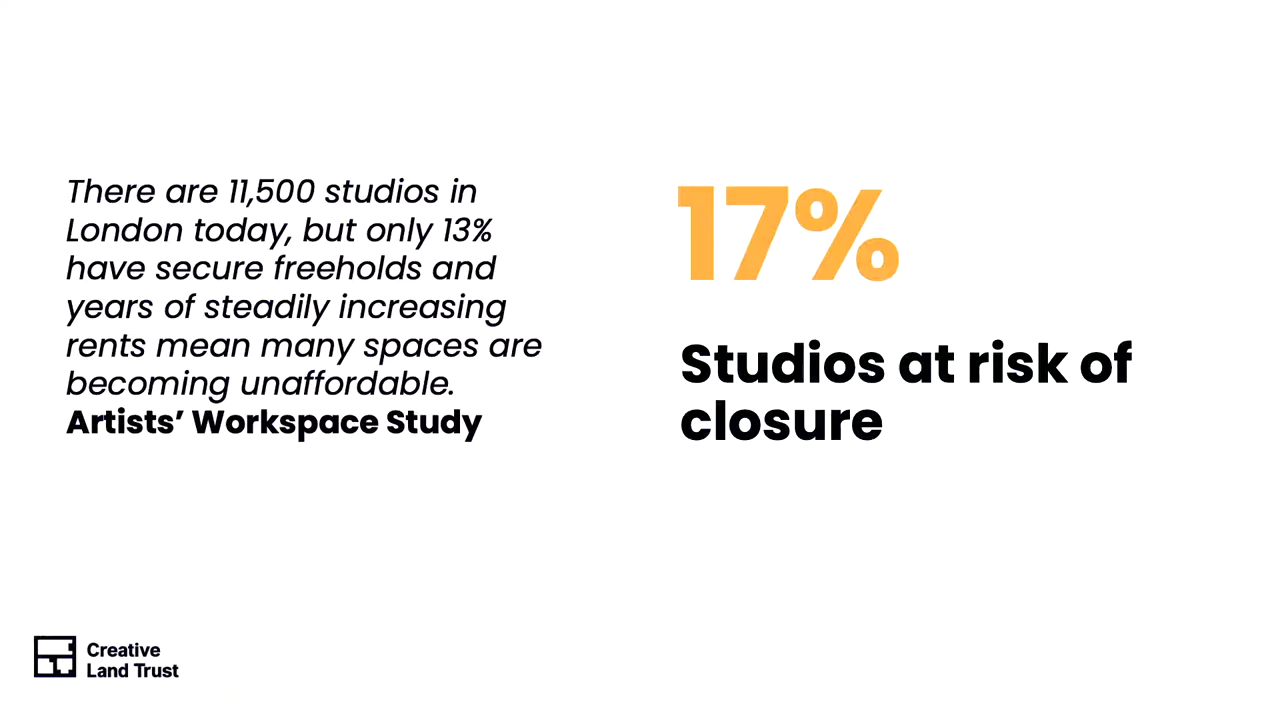 There are 11,500 studios in
London today, but only 13%
have secure freeholds and
years of steadily increasing
rents mean many spaces are
becoming unaffordable.
Artists’ Workspace Study
17%
Studios at risk of
closure
Creative
Land Trust